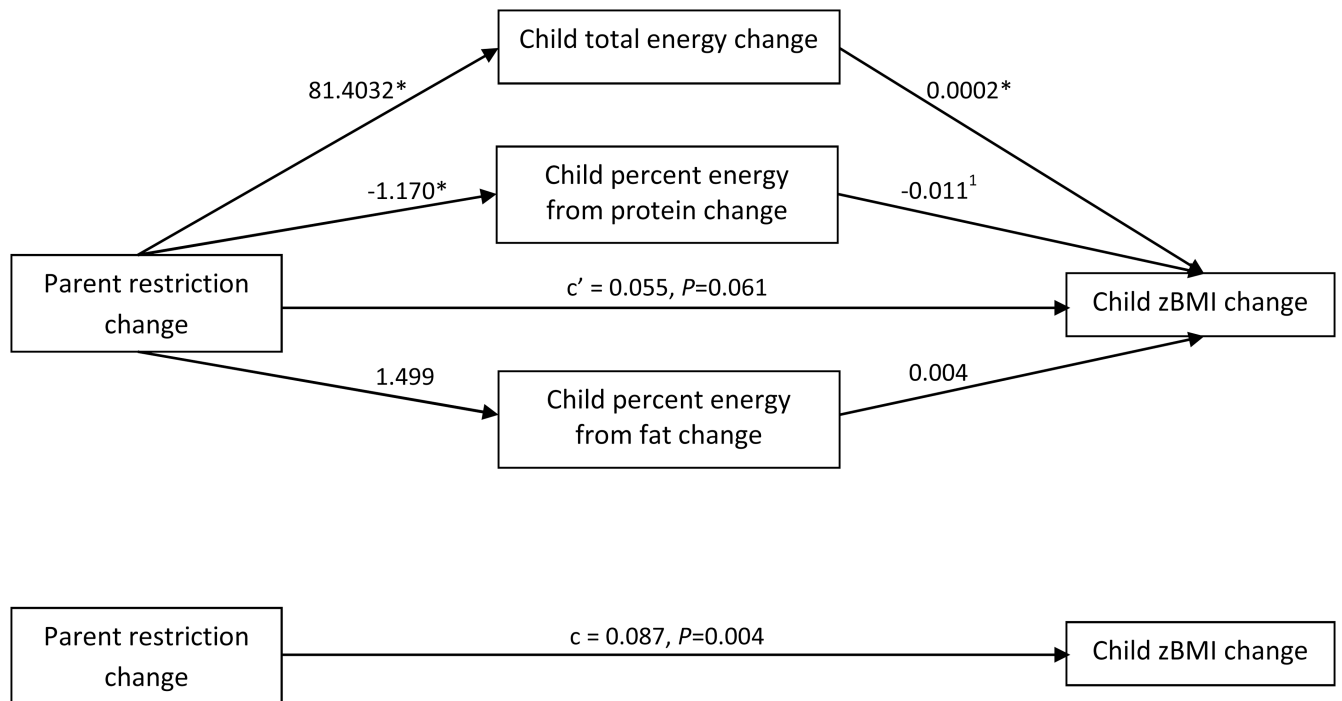 Child total energy change
81.4032*
0.0002*
Child percent energy
from protein change
-1.170*
-0.011¹
Parent restriction
change
c’ = 0.055, P=0.061
Child zBMI change
1.499
0.004
Child percent energy
from fat change
Parent restriction
change
c = 0.087, P=0.004
Child zBMI change